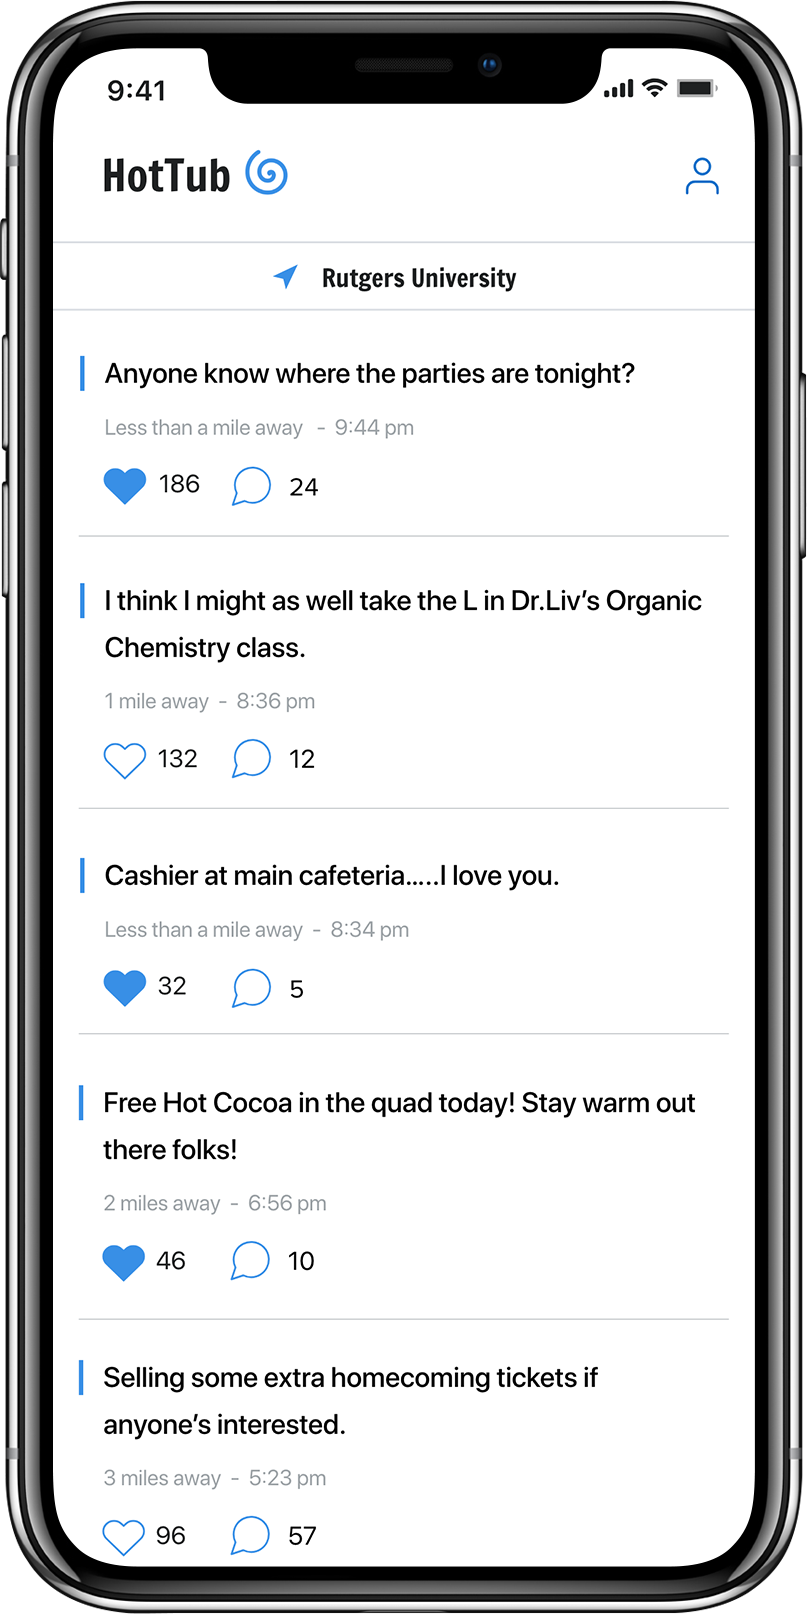 9:41
HotTub
Rutgers University
Anyone know where the parties are tonight?
Less than a mile away - 9:44 pm
186 24
I think I might as well take the L in Dr.Liv's Organic
Chemistry class.
1 mile away - 8:36 pm
132 12
Cashier at main cafeteria.....I love you.
Less than a mile away - 8:34 pm
32 5
Free Hot Cocoa in the quad today! Stay warm out
there folks!
2 miles away - 6:56 pm
46 10
Selling some extra homecoming tickets if
anyone's interested.
3 miles away - 5:23 pm
96 57